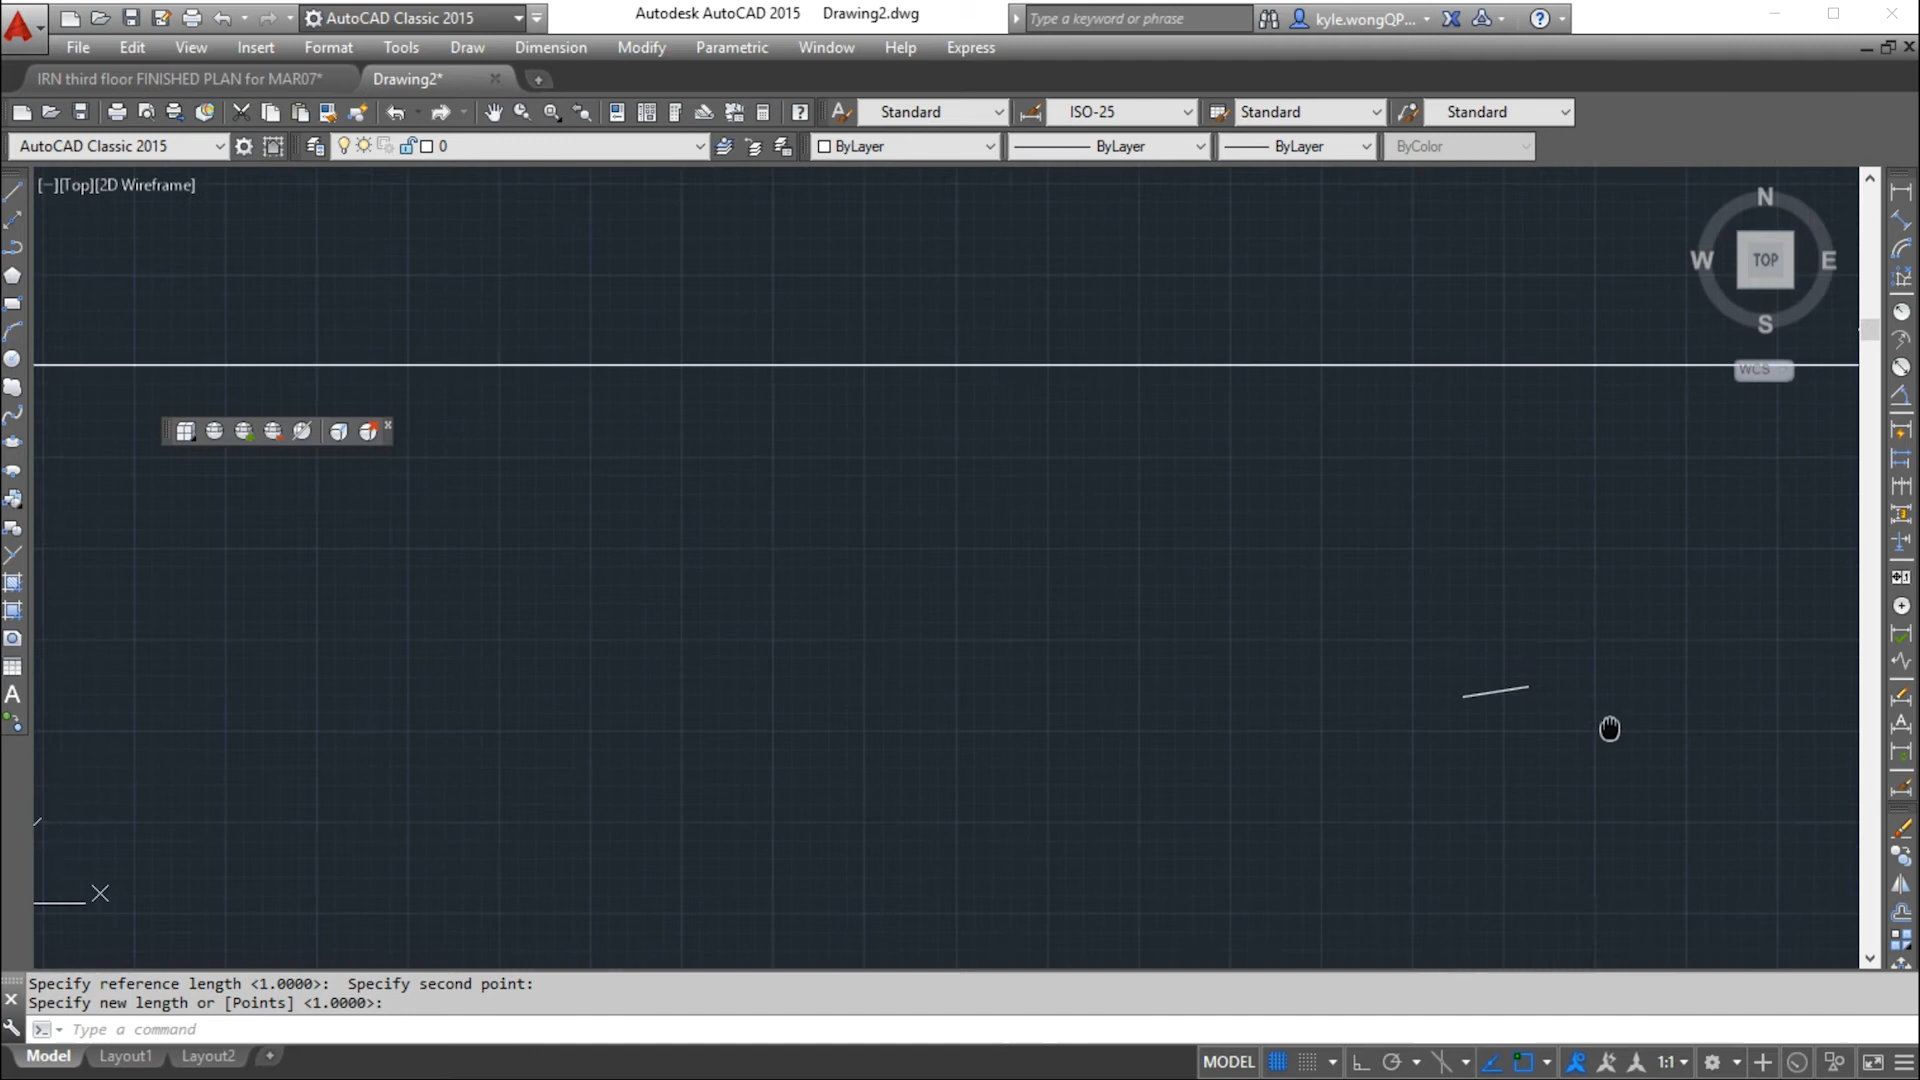 AutoCAD Classic 2015
Autodesk AutoCAD 2015 Drawing2.dwg
Type a keyword or phrase
kyle.wongQP...
File Edit View Insert Format Tools Draw Dimension Modify Parametric Window Help Express
IRN third floor FINISHED PLAN for MAR07* Drawing2*
Standard ISO-25 Standard Standard
AutoCAD Classic 2015 0 ByLayer ByLayer ByLayer ByColor
[−][Top][2D Wireframe]
N
W TOP E
S
WCS
Specify reference length <1.0000>: Specify second point:
Specify new length or [Points] <1.0000>:
Type a command
Model Layout1 Layout2
MODEL 1:1